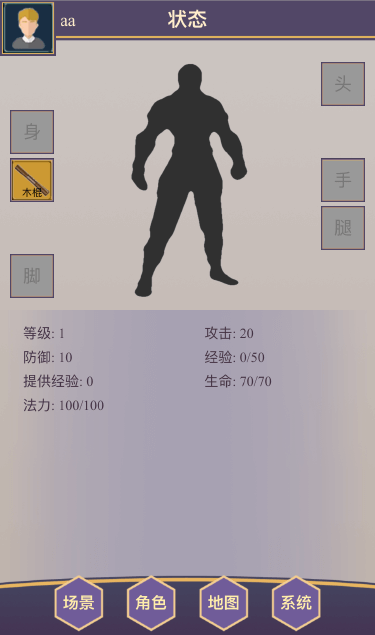 aa
状态
头
身
木棍
手
腿
脚
等级: 1
攻击: 20
防御: 10
经验: 0/50
提供经验: 0
生命: 70/70
法力: 100/100
场景
角色
地图
系统